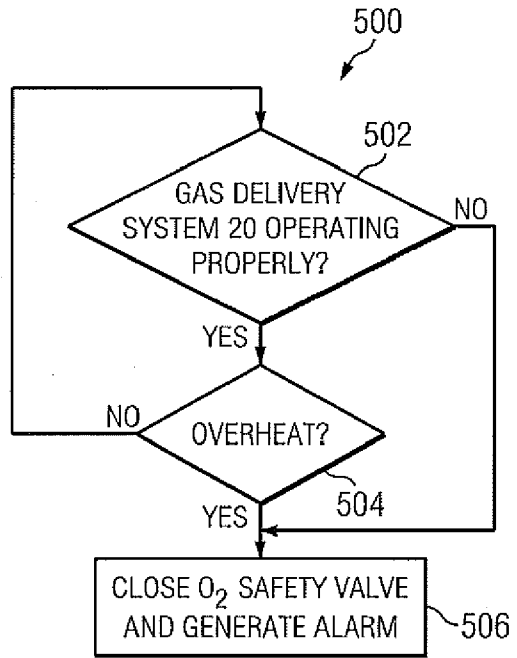 500
502
GAS DELIVERY
SYSTEM 20 OPERATING
PROPERLY?
NO
YES
NO
OVERHEAT?
504
YES
CLOSE O₂ SAFETY VALVE
AND GENERATE ALARM
506